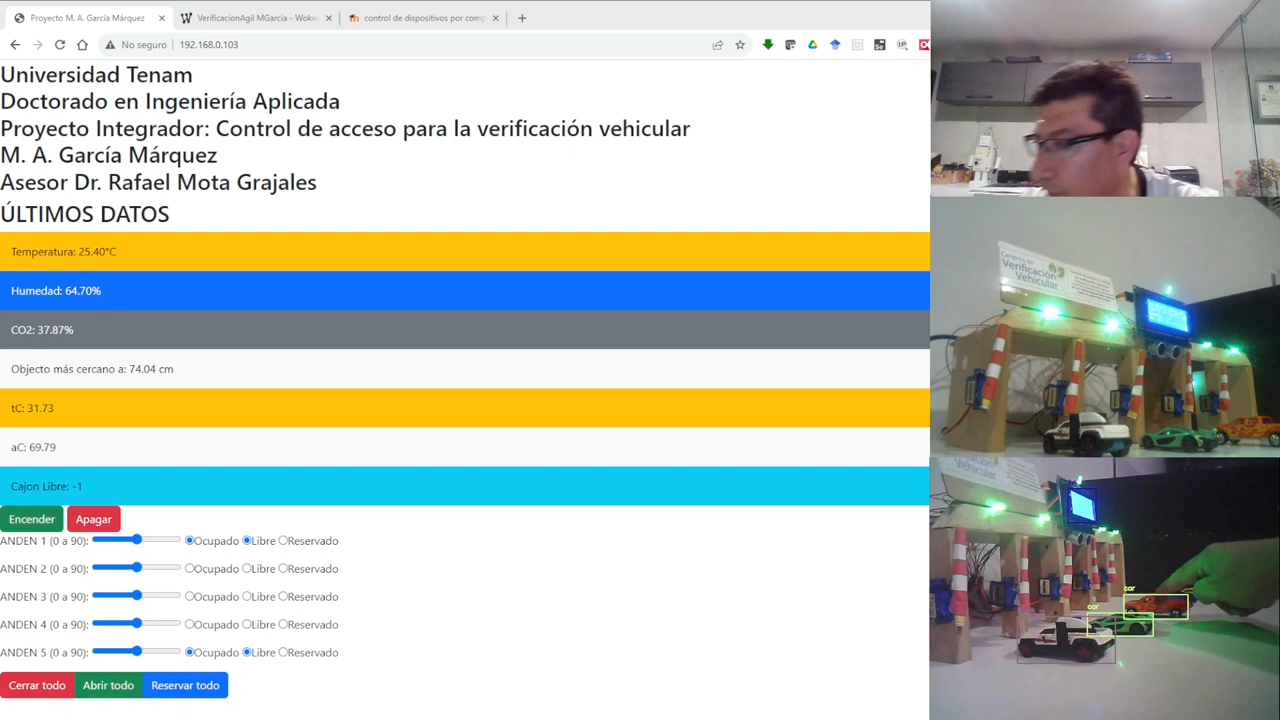 Proyecto M. A. García Márquez
VerificacionAgil MGarcia - Wokw
control de dispositivos por comp
No seguro
192.168.0.103
Universidad Tenam
Doctorado en Ingeniería Aplicada
Proyecto Integrador: Control de acceso para la verificación vehicular
M. A. García Márquez
Asesor Dr. Rafael Mota Grajales
ÚLTIMOS DATOS
Temperatura: 25.40°C
Humedad: 64.70%
CO2: 37.87%
Objecto más cercano a: 74.04 cm
tC: 31.73
aC: 69.79
Cajon Libre: -1
Encender Apagar
ANDEN 1 (0 a 90): Ocupado Libre Reservado
ANDEN 2 (0 a 90): Ocupado Libre Reservado
ANDEN 3 (0 a 90): Ocupado Libre Reservado
ANDEN 4 (0 a 90): Ocupado Libre Reservado
ANDEN 5 (0 a 90): Ocupado Libre Reservado
Cerrar todo Abrir todo Reservar todo
Centros de
Verificación
Vehicular
Vehicular
car
car